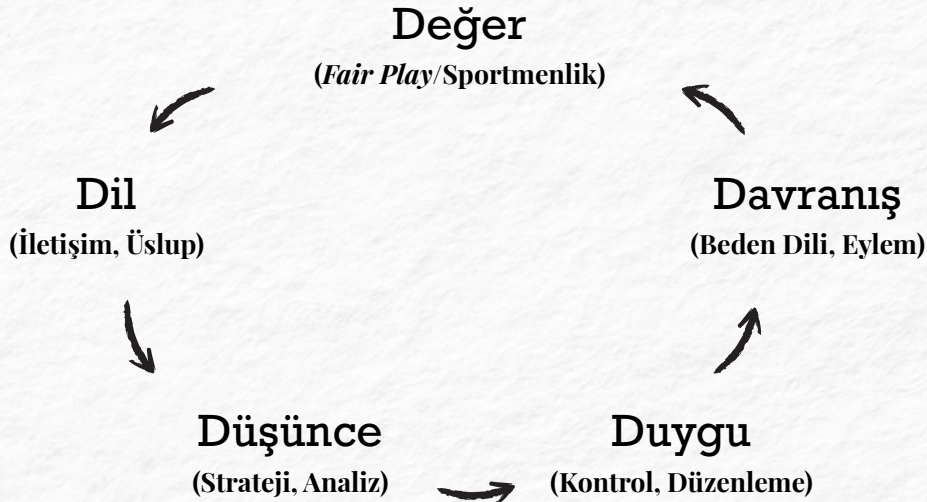 Değer
(Fair Play/Sportmenlik)
Dil
(İletişim, Üslup)
Davranış
(Beden Dili, Eylem)
Düşünce
(Strateji, Analiz)
Duygu
(Kontrol, Düzenleme)